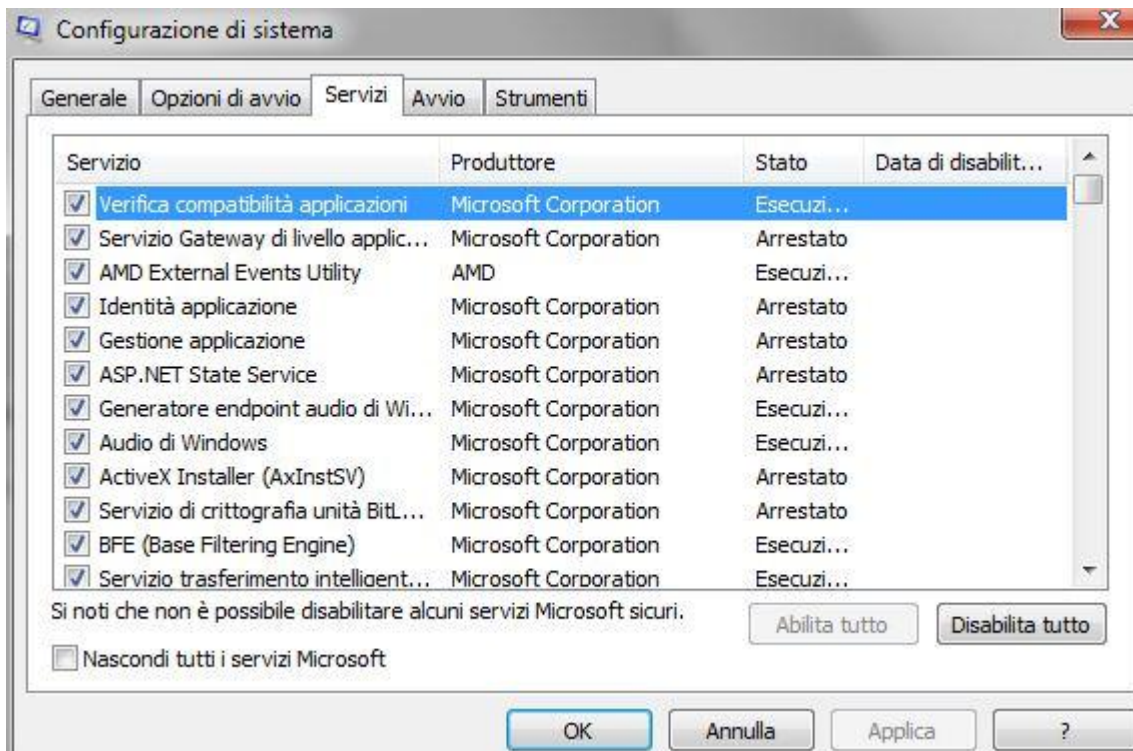 Configurazione di sistema
Generale Opzioni di avvio Servizi Avvio Strumenti
Servizio Produttore Stato Data di disabilit...
Verifica compatibilità applicazioni Microsoft Corporation Esecuzi...
Servizio Gateway di livello applic... Microsoft Corporation Arrestato
AMD External Events Utility AMD Esecuzi...
Identità applicazione Microsoft Corporation Arrestato
Gestione applicazione Microsoft Corporation Arrestato
ASP.NET State Service Microsoft Corporation Arrestato
Generatore endpoint audio di Wi... Microsoft Corporation Esecuzi...
Audio di Windows Microsoft Corporation Esecuzi...
ActiveX Installer (AxInstSV) Microsoft Corporation Arrestato
Servizio di crittografia unità BitL... Microsoft Corporation Arrestato
BFE (Base Filtering Engine) Microsoft Corporation Esecuzi...
Servizio trasferimento intelligent... Microsoft Corporation Esecuzi...
Si noti che non è possibile disabilitare alcuni servizi Microsoft sicuri.
Abilita tutto Disabilita tutto
Nascondi tutti i servizi Microsoft
OK Annulla Applica ?